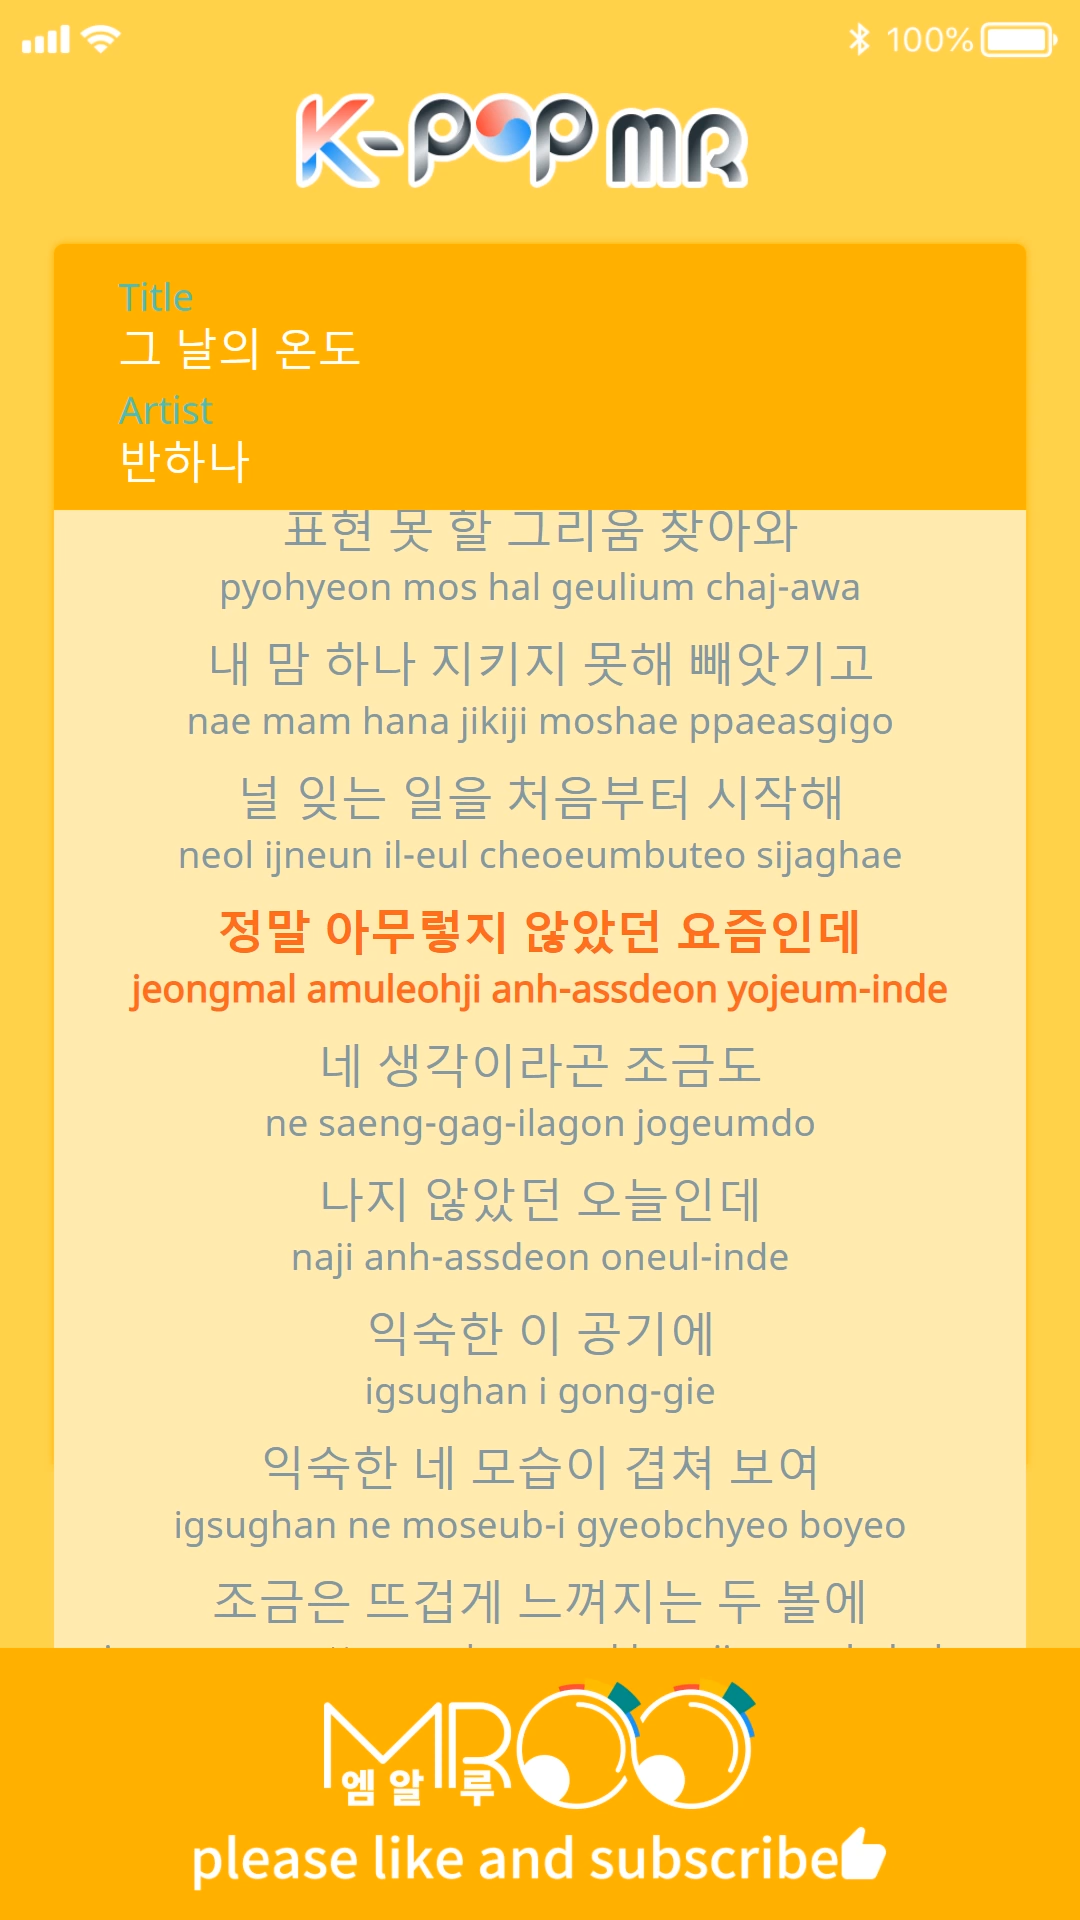 100%
K-POP MR
Title
그 날의 온도
Artist
반하나
표현 못 할 그리움 찾아와
pyohyeon mos hal geulium chaj-awa
내 맘 하나 지키지 못해 빼앗기고
nae mam hana jikiji moshae ppaeasgigo
널 잊는 일을 처음부터 시작해
neol ijneun il-eul cheoeumbuteo sijaghae
정말 아무렇지 않았던 요즘인데
jeongmal amuleohji anh-assdeon yojeum-inde
네 생각이라곤 조금도
ne saeng-gag-ilagon jogeumdo
나지 않았던 오늘인데
naji anh-assdeon oneul-inde
익숙한 이 공기에
igsughan i gong-gie
익숙한 네 모습이 겹쳐 보여
igsughan ne moseub-i gyeobchyeo boyeo
조금은 뜨겁게 느껴지는 두 볼에
MROO
엠알루
please like and subscribe